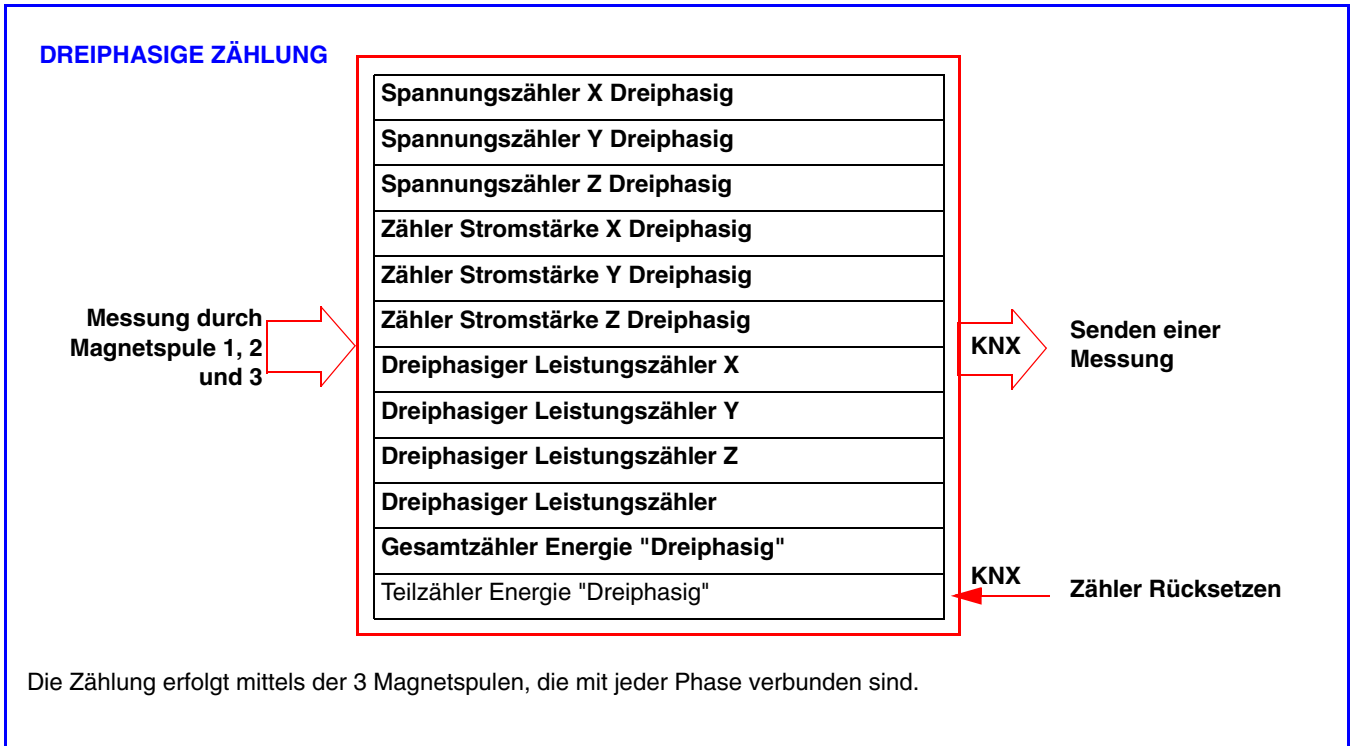 DREIPHASIGE ZÄHLUNG
Spannungszähler X Dreiphasig
Spannungszähler Y Dreiphasig
Spannungszähler Z Dreiphasig
Zähler Stromstärke X Dreiphasig
Zähler Stromstärke Y Dreiphasig
Zähler Stromstärke Z Dreiphasig
Dreiphasiger Leistungszähler X
Dreiphasiger Leistungszähler Y
Dreiphasiger Leistungszähler Z
Dreiphasiger Leistungszähler
Gesamtzähler Energie "Dreiphasig"
Teilzähler Energie "Dreiphasig"
Messung durch
Magnetspule 1, 2
und 3
KNX
Senden einer
Messung
KNX
Zähler Rücksetzen
Die Zählung erfolgt mittels der 3 Magnetspulen, die mit jeder Phase verbunden sind.